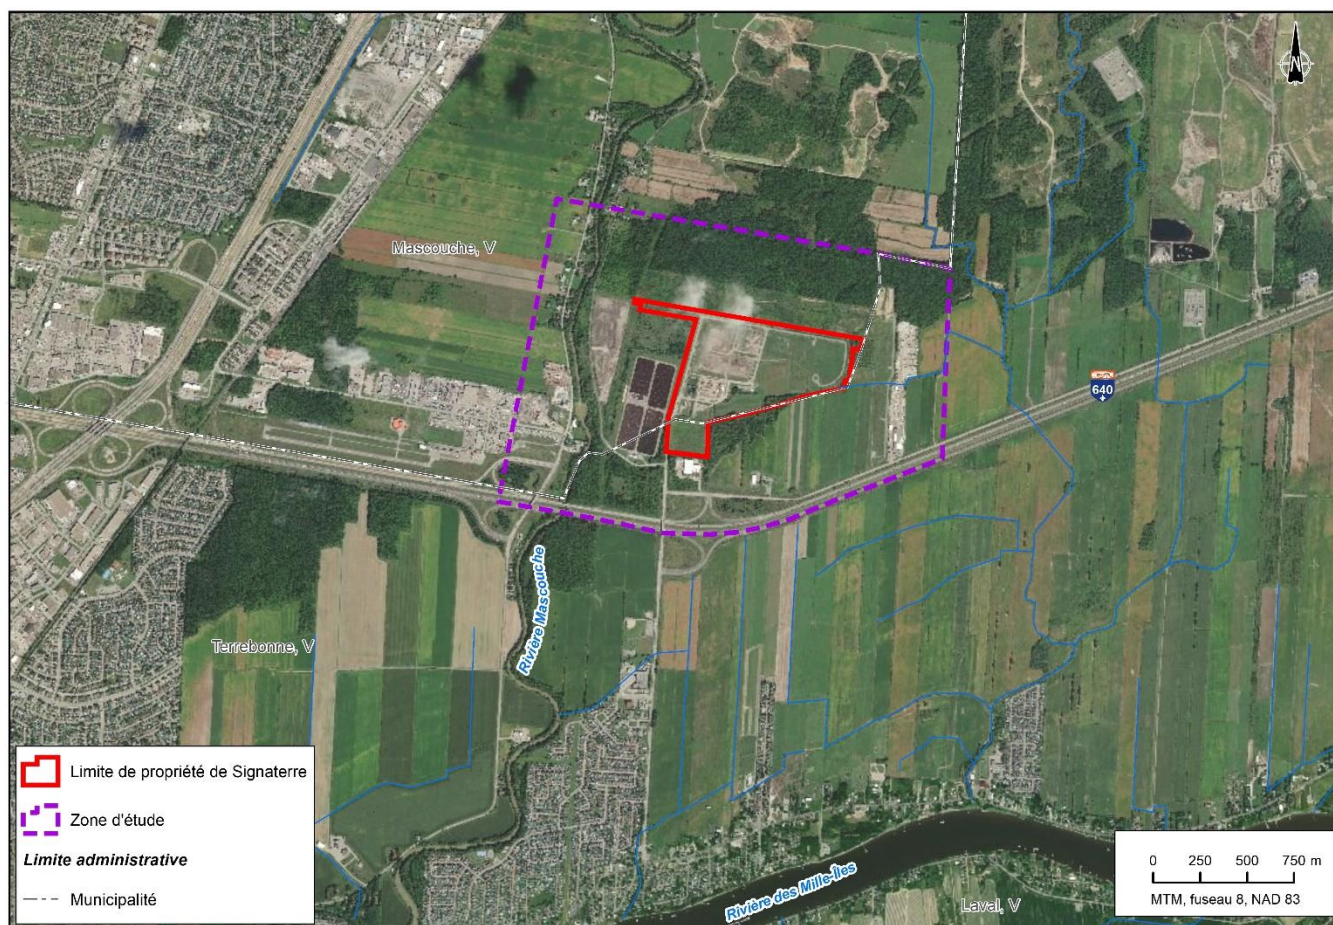 N
Mascouche, V
640
Rivière Mascouche
Terrebonne, V
Limite de propriété de Signaterre
Zone d'étude
Limite administrative
Municipalité
Rivière des Mille-Îles
Laval, V
0 250 500 750 m
MTM, fuseau 8, NAD 83